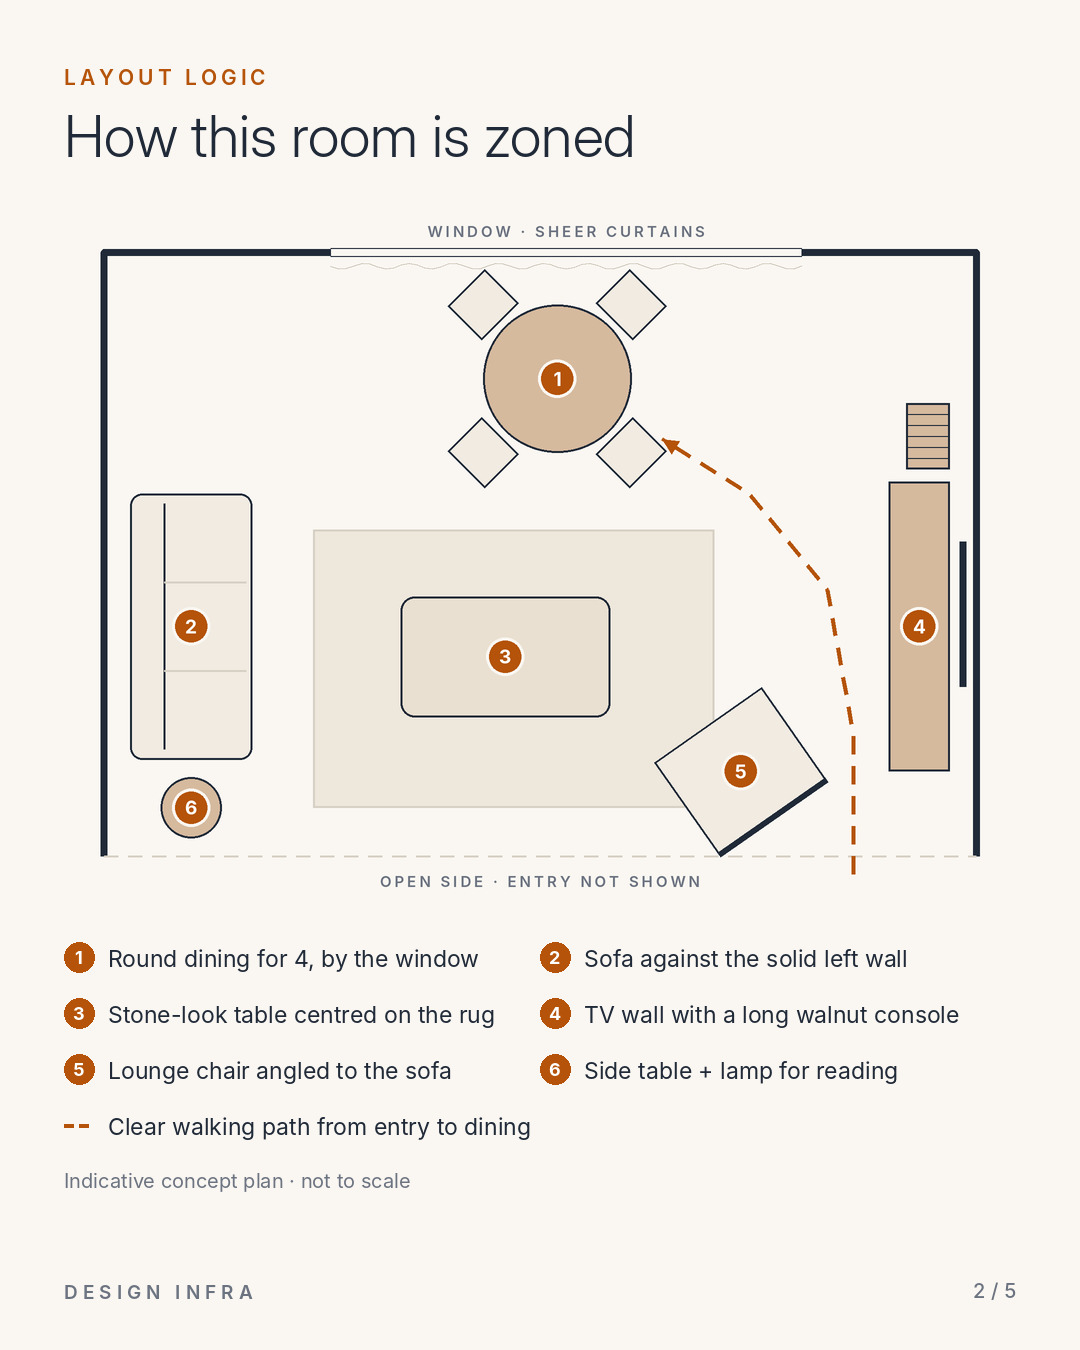 LAYOUT LOGIC
How this room is zoned
WINDOW · SHEER CURTAINS
1
2
3
4
5
6
OPEN SIDE · ENTRY NOT SHOWN
1 Round dining for 4, by the window
2 Sofa against the solid left wall
3 Stone-look table centred on the rug
4 TV wall with a long walnut console
5 Lounge chair angled to the sofa
6 Side table + lamp for reading
Clear walking path from entry to dining
Indicative concept plan · not to scale
DESIGN INFRA
2 / 5